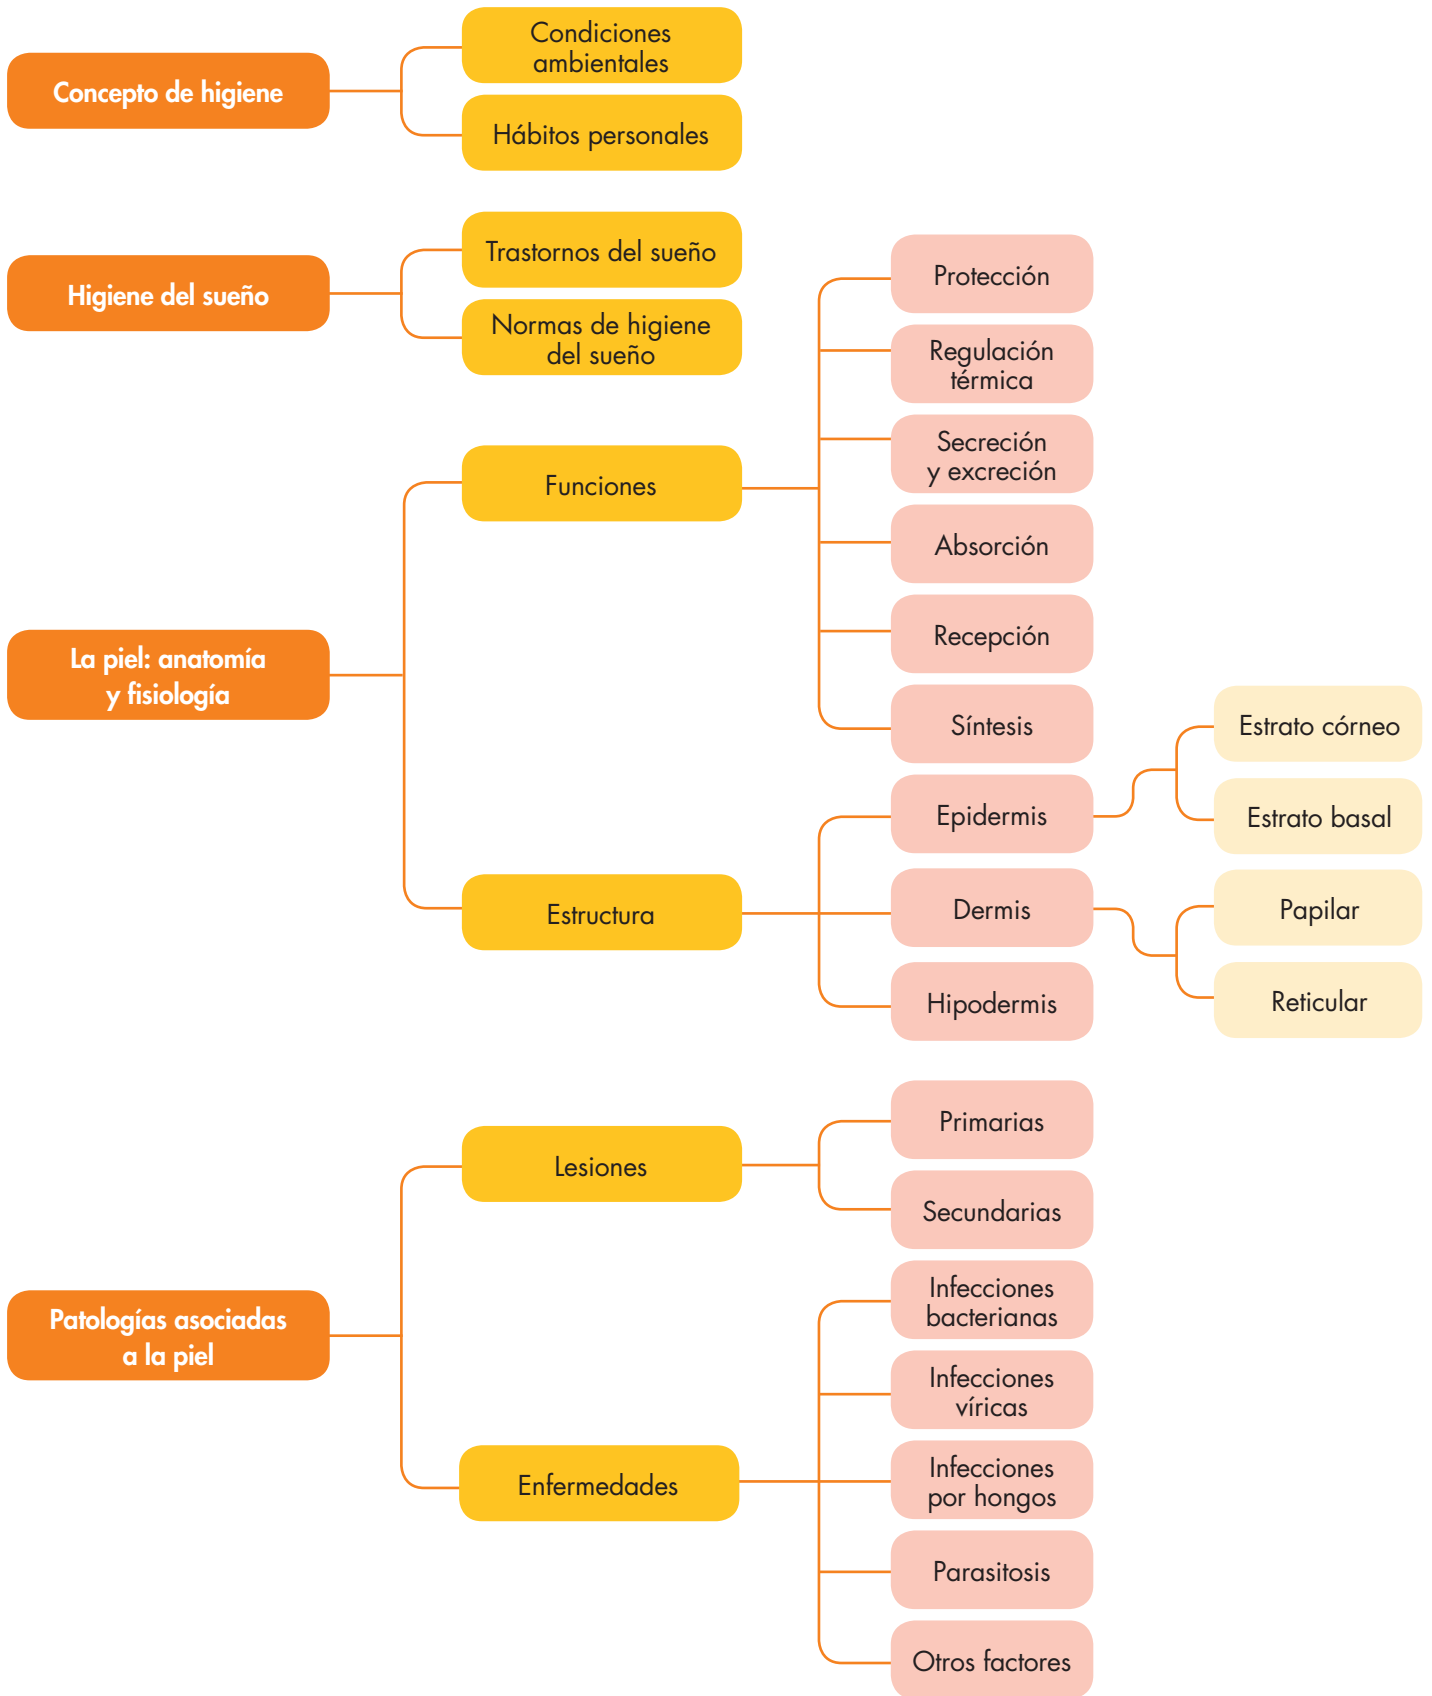 Concepto de higiene
Condiciones
ambientales
Hábitos personales
Higiene del sueño
Trastornos del sueño
Normas de higiene
del sueño
La piel: anatomía
y fisiología
Funciones
Protección
Regulación
térmica
Secreción
y excreción
Absorción
Recepción
Síntesis
Estructura
Epidermis
Estrato córneo
Estrato basal
Dermis
Papilar
Reticular
Hipodermis
Patologías asociadas
a la piel
Lesiones
Primarias
Secundarias
Enfermedades
Infecciones
bacterianas
Infecciones
víricas
Infecciones
por hongos
Parasitosis
Otros factores